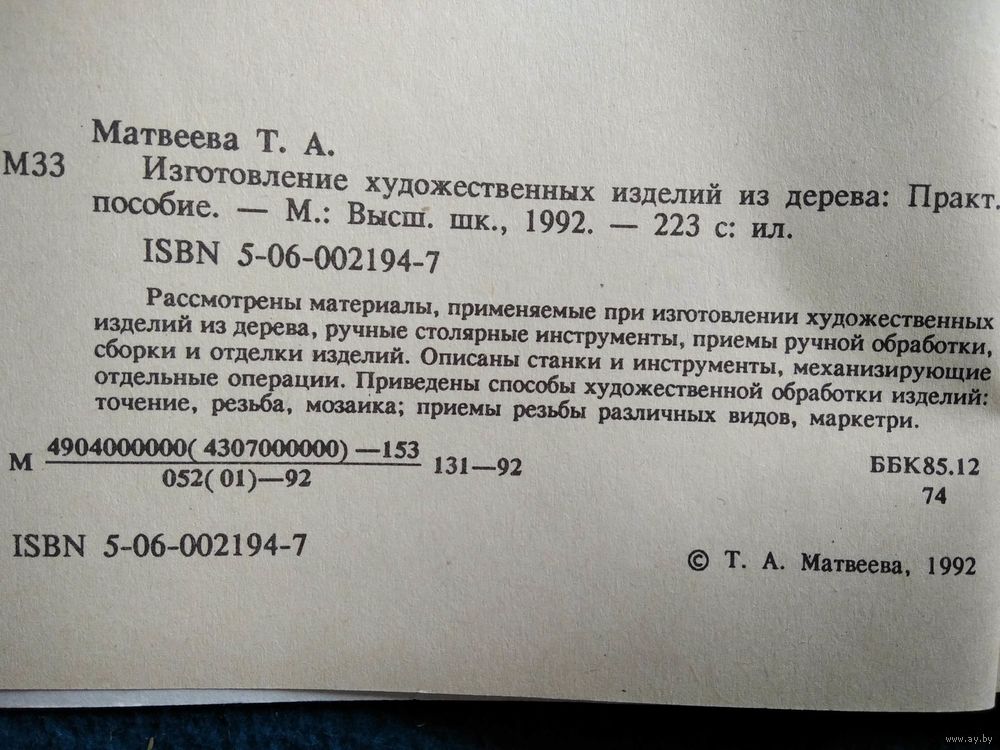 Матвеева Т. А.
М33 Изготовление художественных изделий из дерева: Практ.
пособие. — М.: Высш. шк., 1992. — 223 с: ил.
ISBN 5-06-002194-7
Рассмотрены материалы, применяемые при изготовлении художественных
изделий из дерева, ручные столярные инструменты, приемы ручной обработки,
сборки и отделки изделий. Описаны станки и инструменты, механизирующие
отдельные операции. Приведены способы художественной обработки изделий:
точение, резьба, мозаика; приемы резьбы различных видов, маркетри.
4904000000( 4307000000) —153
М 131—92
052( 01)—92
ББК85.12
74
ISBN 5-06-002194-7
© Т. А. Матвеева, 1992
www.ay.by